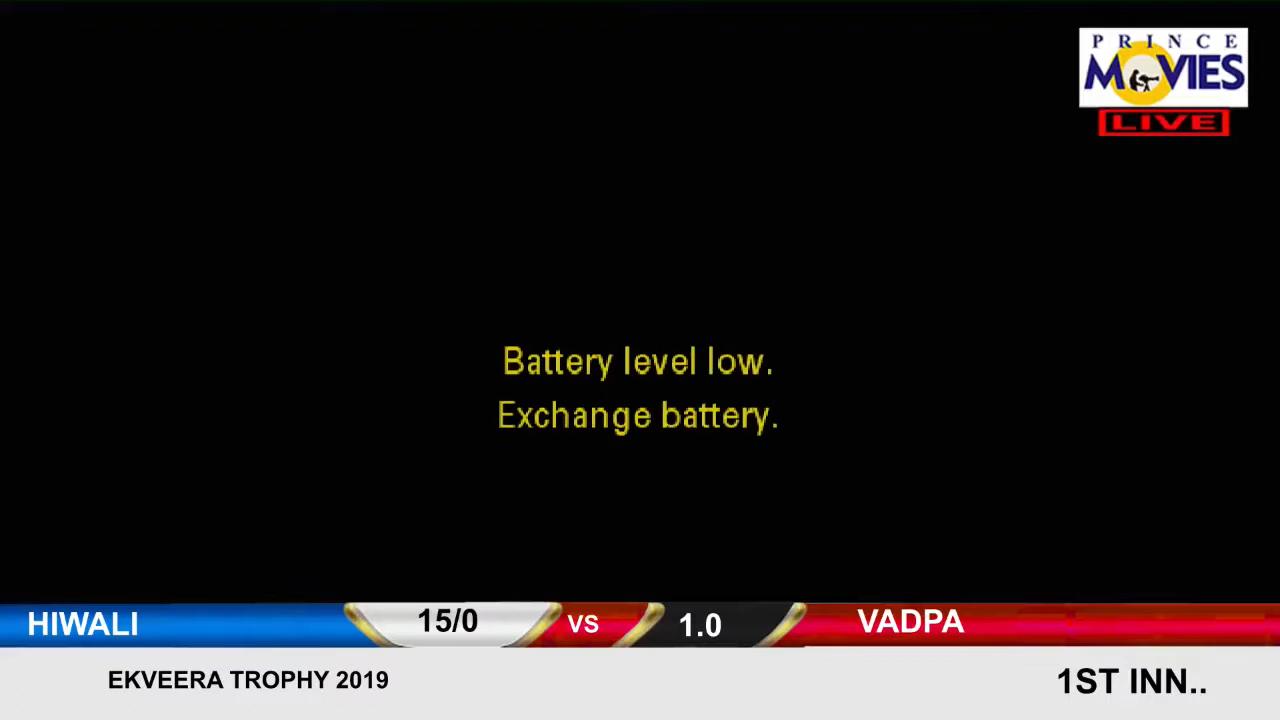 PRINCE
MOVIES
LIVE
Battery level low.
Exchange battery.
HIWALI 15/0 VS 1.0 VADPA
EKVEERA TROPHY 2019 1ST INN..